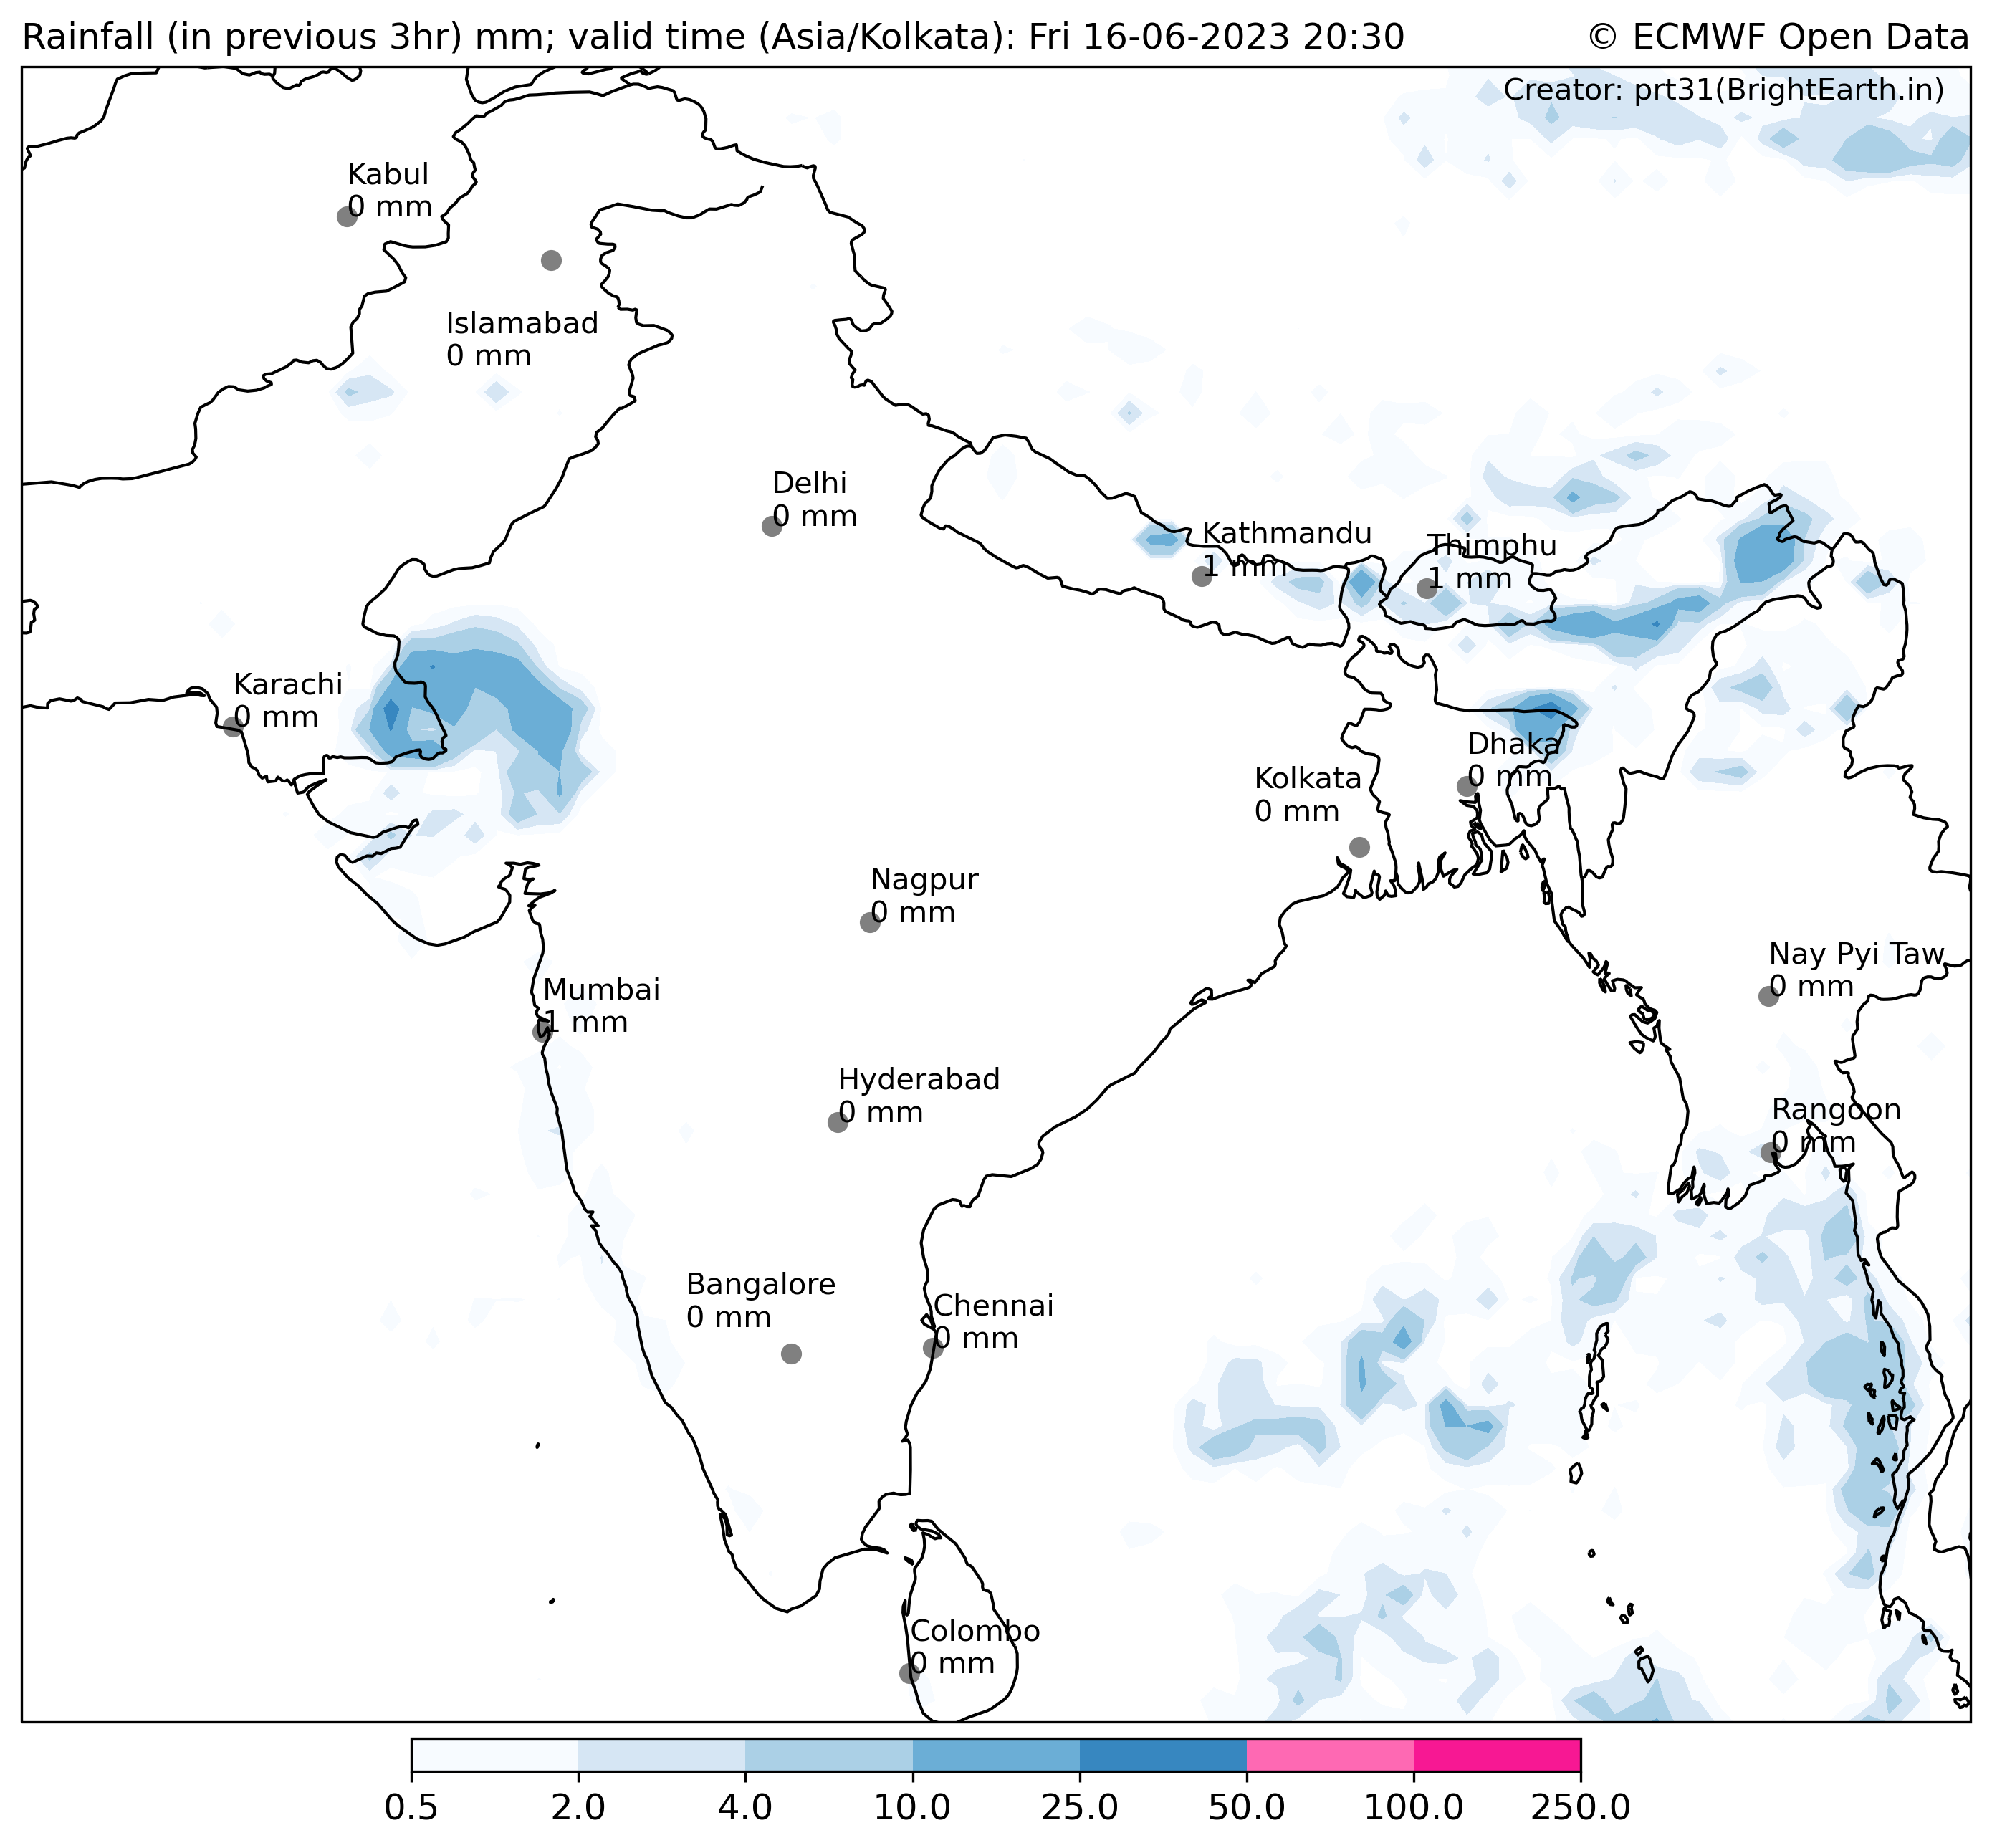 Rainfall (in previous 3hr) mm; valid time (Asia/Kolkata): Fri 16-06-2023 20:30
© ECMWF Open Data
Creator: prt31(BrightEarth.in)
Kabul
0 mm
Islamabad
0 mm
Delhi
0 mm
Kathmandu
1 mm
Thimphu
1 mm
Karachi
0 mm
Dhaka
0 mm
Kolkata
0 mm
Nagpur
0 mm
Nay Pyi Taw
0 mm
Mumbai
1 mm
Hyderabad
0 mm
Rangoon
0 mm
Bangalore
0 mm
Chennai
0 mm
Colombo
0 mm
0.5 2.0 4.0 10.0 25.0 50.0 100.0 250.0